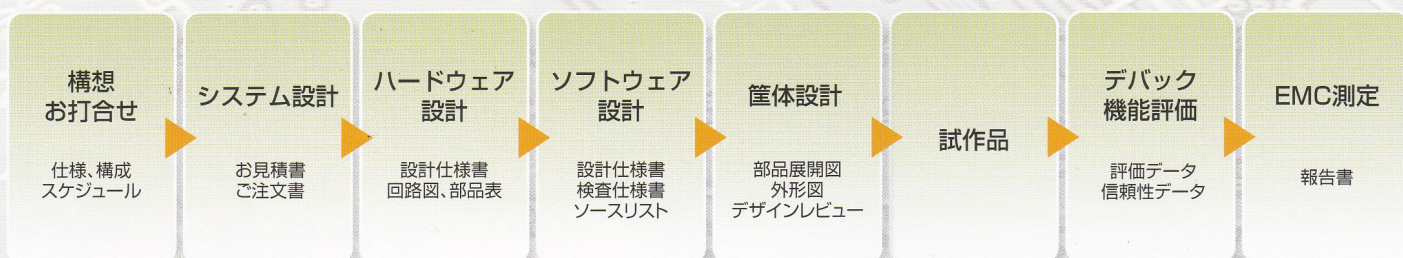 構想
お打合せ
仕様、構成
スケジュール
システム設計
お見積書
ご注文書
ハードウェア
設計
設計仕様書
回路図、部品表
ソフトウェア
設計
設計仕様書
検査仕様書
ソースリスト
筐体設計
部品展開図
外形図
デザインレビュー
試作品
デバック
機能評価
評価データ
信頼性データ
EMC測定
報告書